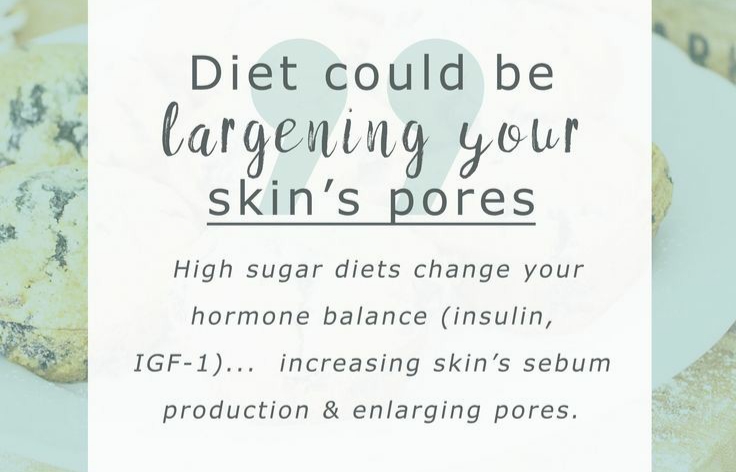 Diet could be
largening your
skin's pores
High sugar diets change your
hormone balance (insulin,
IGF-1)... increasing skin's sebum
production & enlarging pores.